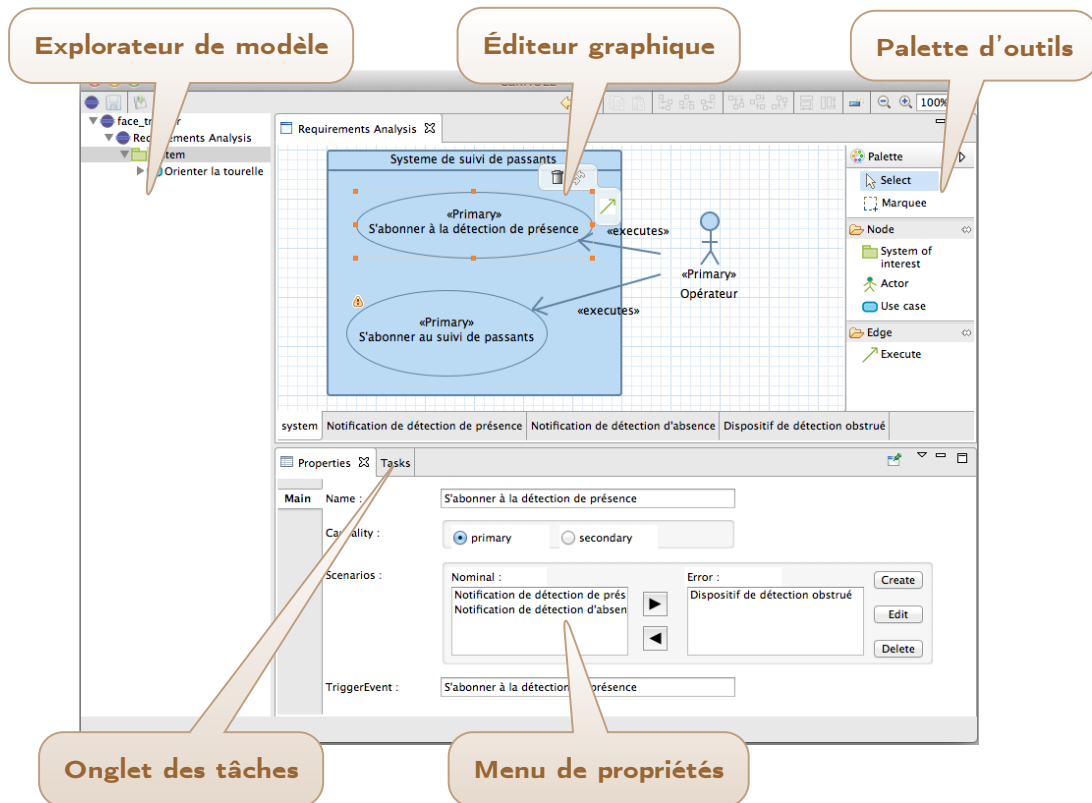 Explorateur de modèle
Éditeur graphique
Palette d'outils
100%
face_tr
Requirements Analysis
Orienter la tourelle
Requirements Analysis
Systeme de suivi de passants
«Primary»
S'abonner à la détection de présence
«executes»
«Primary»
Opérateur
«executes»
«Primary»
S'abonner au suivi de passants
Palette
Select
Marquee
Node
System of
interest
Actor
Use case
Edge
Execute
system
Notification de détection de présence
Notification de détection d'absence
Dispositif de détection obstrué
Properties
Tasks
Main
Name :
S'abonner à la détection de présence
Causality :
primary
secondary
Scenarios :
Nominal :
Notification de détection de prés
Notification de détection d'absen
Error :
Dispositif de détection obstrué
Create
Edit
Delete
TriggerEvent :
S'abonner à la détection de présence
Onglet des tâches
Menu de propriétés